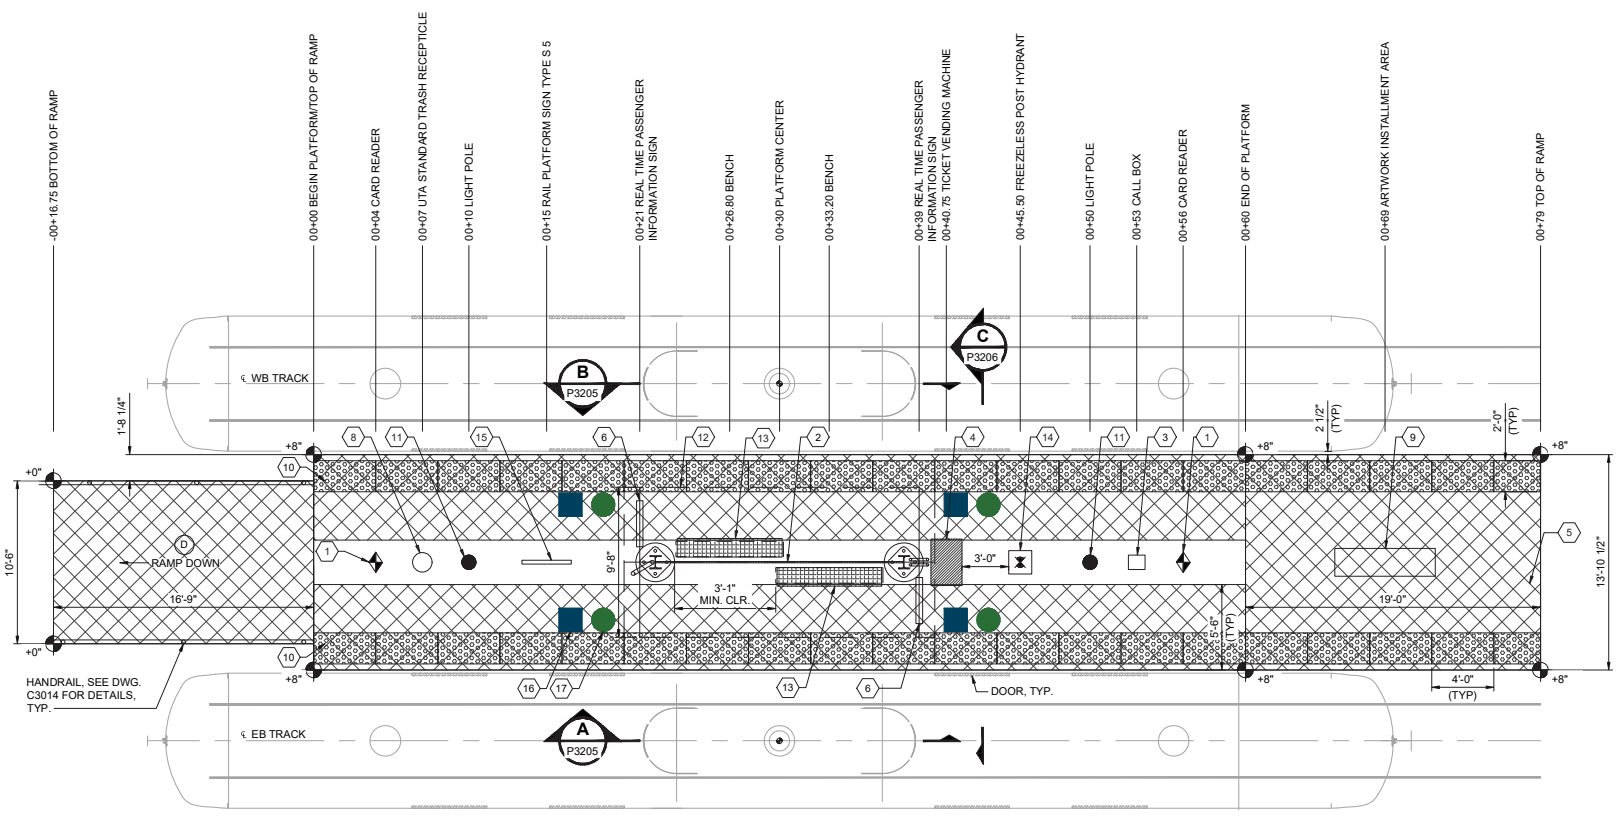 -00+16.75 BOTTOM OF RAMP
00+00 BEGIN PLATFORM/TOP OF RAMP
00+04 CARD READER
00+07 UTA STANDARD TRASH RECEPTICLE
00+10 LIGHT POLE
00+15 RAIL PLATFORM SIGN TYPE S 5
00+21 REAL TIME PASSENGER
INFORMATION SIGN
00+26.80 BENCH
00+30 PLATFORM CENTER
00+33.20 BENCH
00+39 REAL TIME PASSENGER
INFORMATION SIGN
00+40.75 TICKET VENDING MACHINE
00+45.50 FREEZELESS POST HYDRANT
00+50 LIGHT POLE
00+53 CALL BOX
00+56 CARD READER
00+60 END OF PLATFORM
00+69 ARTWORK INSTALLMENT AREA
00+79 TOP OF RAMP
C
P3206
B
P3205
℄ WB TRACK
1'-8 1/4"
2 1/2"
(TYP)
2'-0"
(TYP)
+8"
8
11
15
6
12
13
2
4
14
11
3
1
+8"
9
+8"
+0"
10
5
D
RAMP DOWN
1
9'-8"
3'-0"
10'-6"
13'-10 1/2"
16'-9"
3'-1"
MIN. CLR.
19'-0"
5'-6"
(TYP)
+0"
10
+8"
16
17
13
6
DOOR, TYP.
+8"
4'-0"
(TYP)
+8"
HANDRAIL, SEE DWG.
C3014 FOR DETAILS,
TYP.
℄ EB TRACK
A
P3205